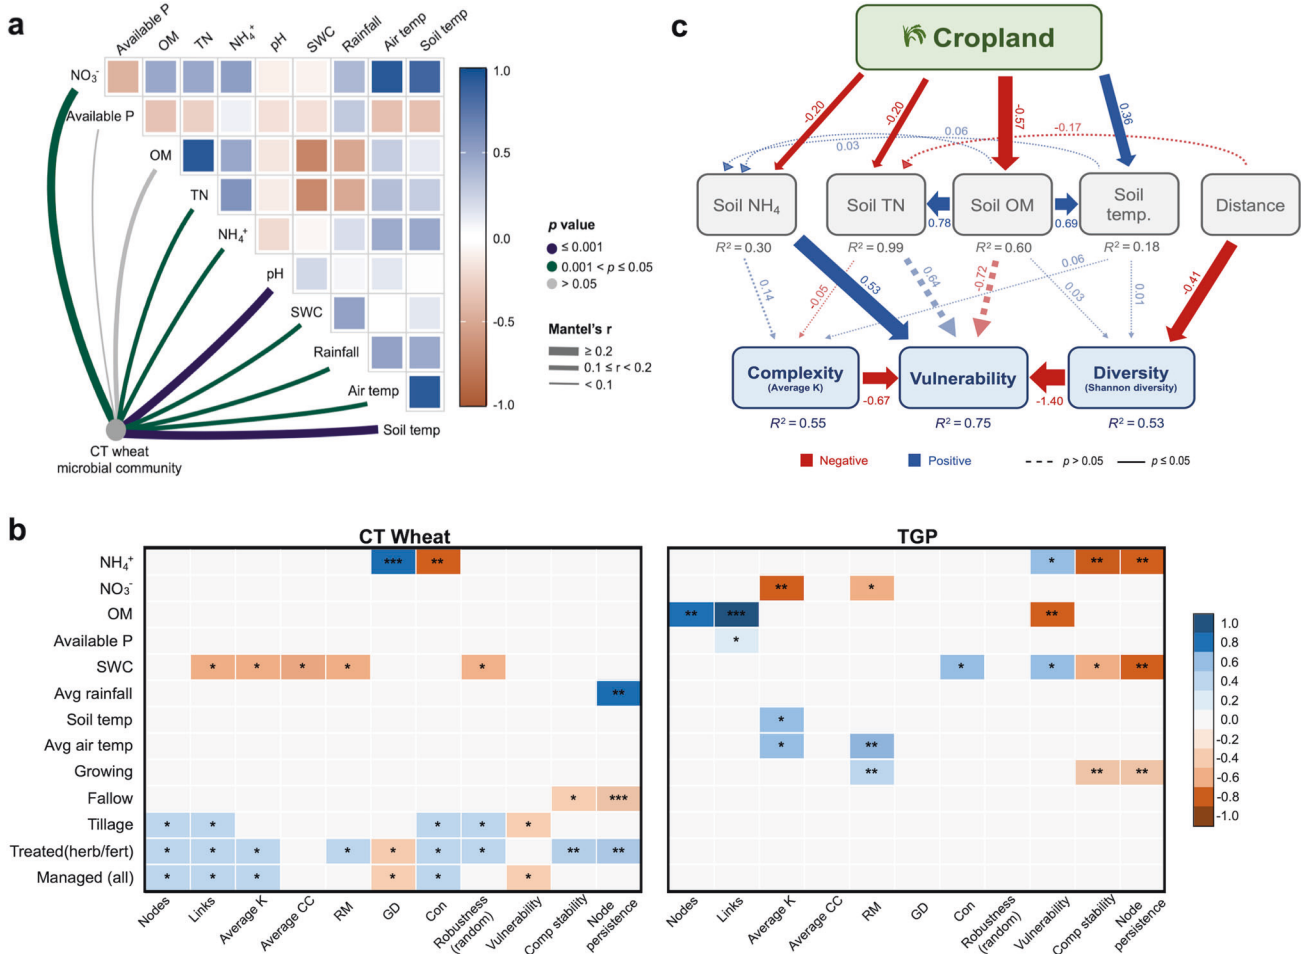 a
Available P
OM
TN
NH₄⁺
pH
SWC
Rainfall
Air temp
Soil temp
NO₃⁻
Available P
OM
TN
NH₄⁺
pH
SWC
Rainfall
Air temp
Soil temp
CT wheat
microbial community
1.0
0.5
0.0
-0.5
-1.0
p value
≤ 0.001
0.001 < p ≤ 0.05
> 0.05
Mantel's r
≥ 0.2
0.1 ≤ r < 0.2
< 0.1
c
Cropland
-0.20
-0.20
-0.57
0.36
0.06
0.03
-0.17
Soil NH₄
Soil TN
Soil OM
Soil
temp.
Distance
0.78
0.69
R² = 0.30
R² = 0.99
R² = 0.60
R² = 0.18
0.14
-0.05
0.53
0.64
-0.72
0.03
0.06
0.01
-0.41
Complexity
(Average K)
Vulnerability
Diversity
(Shannon diversity)
-0.67
-1.40
R² = 0.55
R² = 0.75
R² = 0.53
Negative
Positive
p > 0.05
p ≤ 0.05
b
CT Wheat
TGP
NH₄⁺ *** ** * ** **
NO₃⁻ ** *
OM ** *** **
Available P *
SWC * * * * * * * * **
Avg rainfall **
Soil temp *
Avg air temp * **
Growing ** ** **
Fallow * ***
Tillage * * * * *
Treated(herb/fert) * * * * * * * ** **
Managed (all) * * * * * *
Nodes
Links
Average K
Average CC
RM
GD
Con
Robustness
(random)
Vulnerability
Comp stability
Node
persistence
Nodes
Links
Average K
Average CC
RM
GD
Con
Robustness
(random)
Vulnerability
Comp stability
Node
persistence
1.0
0.8
0.6
0.4
0.2
0.0
-0.2
-0.4
-0.6
-0.8
-1.0